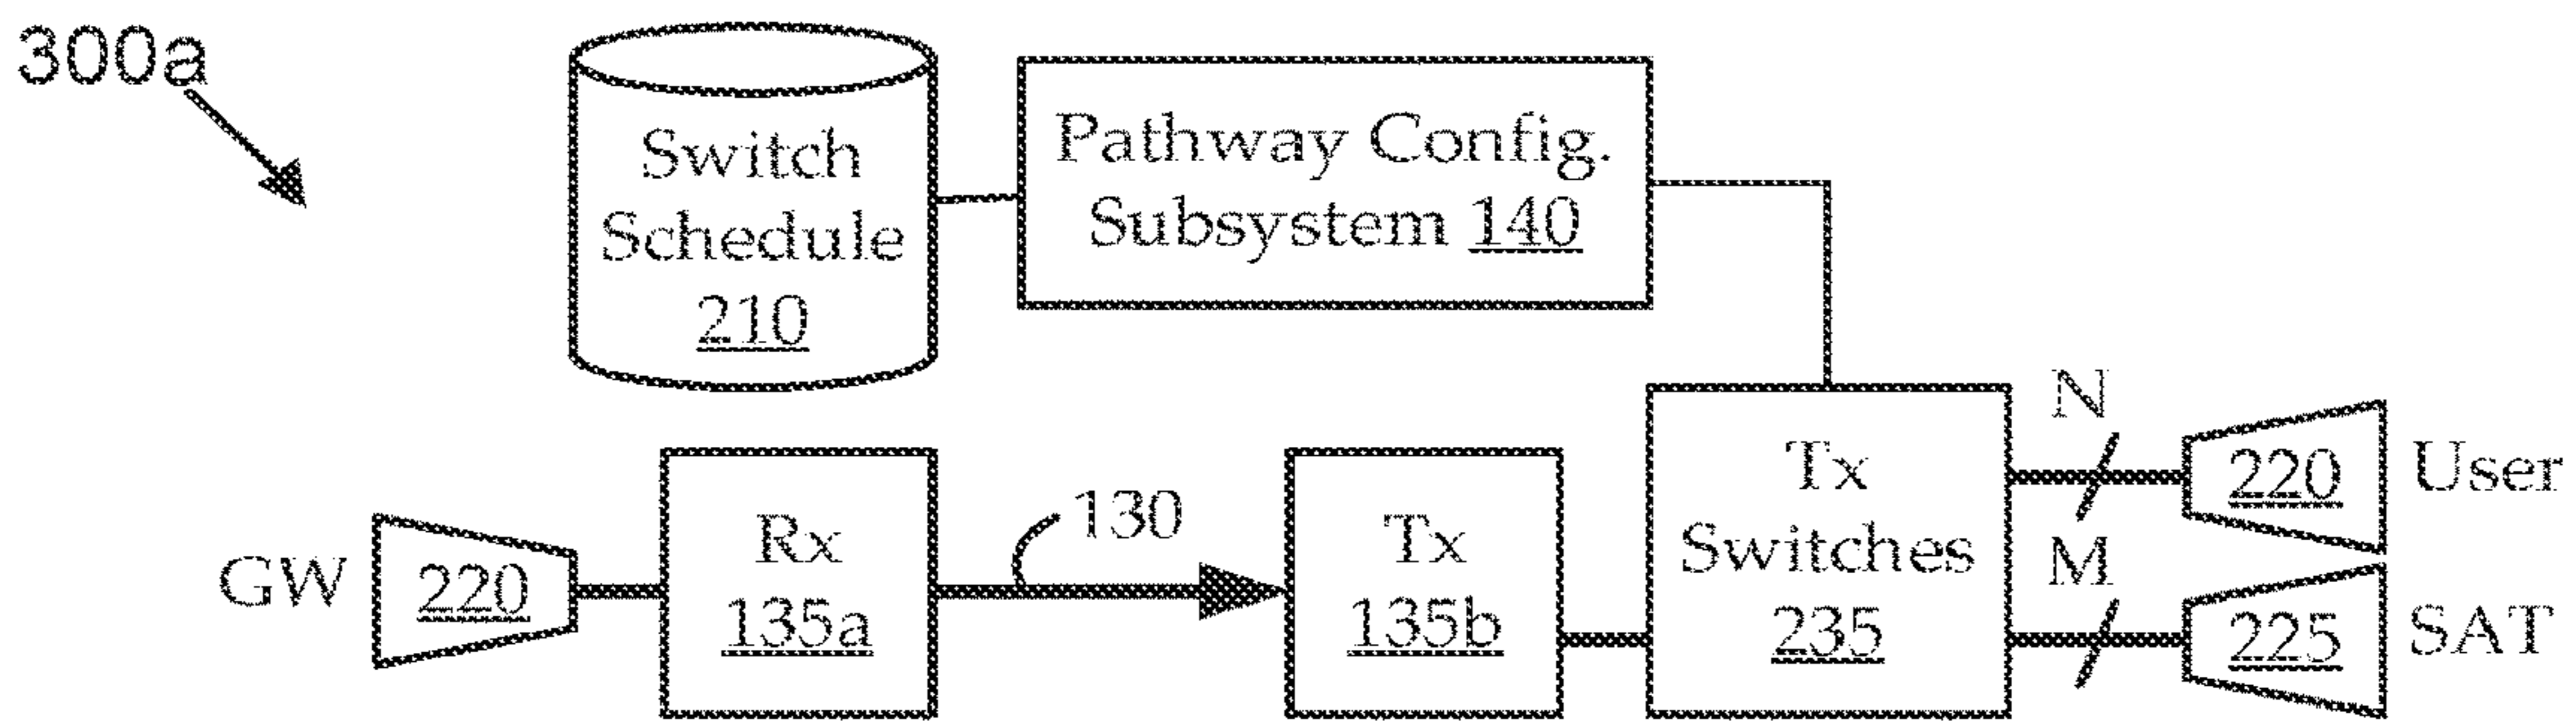 300a
Switch
Schedule
210
Pathway Config.
Subsystem 140
GW
220
Rx
135a
130
Tx
135b
Tx
Switches
235
N
220
User
M
225
SAT